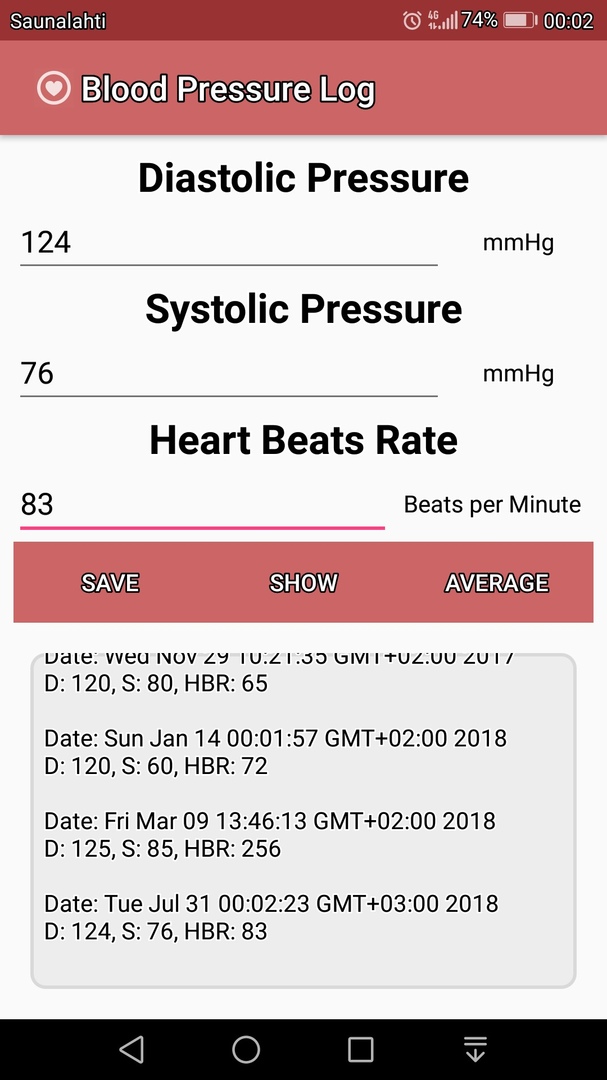 Saunalahti
4G
74%
00:02
Blood Pressure Log
Diastolic Pressure
124 mmHg
Systolic Pressure
76 mmHg
Heart Beats Rate
83 Beats per Minute
SAVE SHOW AVERAGE
Date: Wed Nov 29 10:21:35 GMT+02:00 2017
D: 120, S: 80, HBR: 65
Date: Sun Jan 14 00:01:57 GMT+02:00 2018
D: 120, S: 60, HBR: 72
Date: Fri Mar 09 13:46:13 GMT+02:00 2018
D: 125, S: 85, HBR: 256
Date: Tue Jul 31 00:02:23 GMT+03:00 2018
D: 124, S: 76, HBR: 83